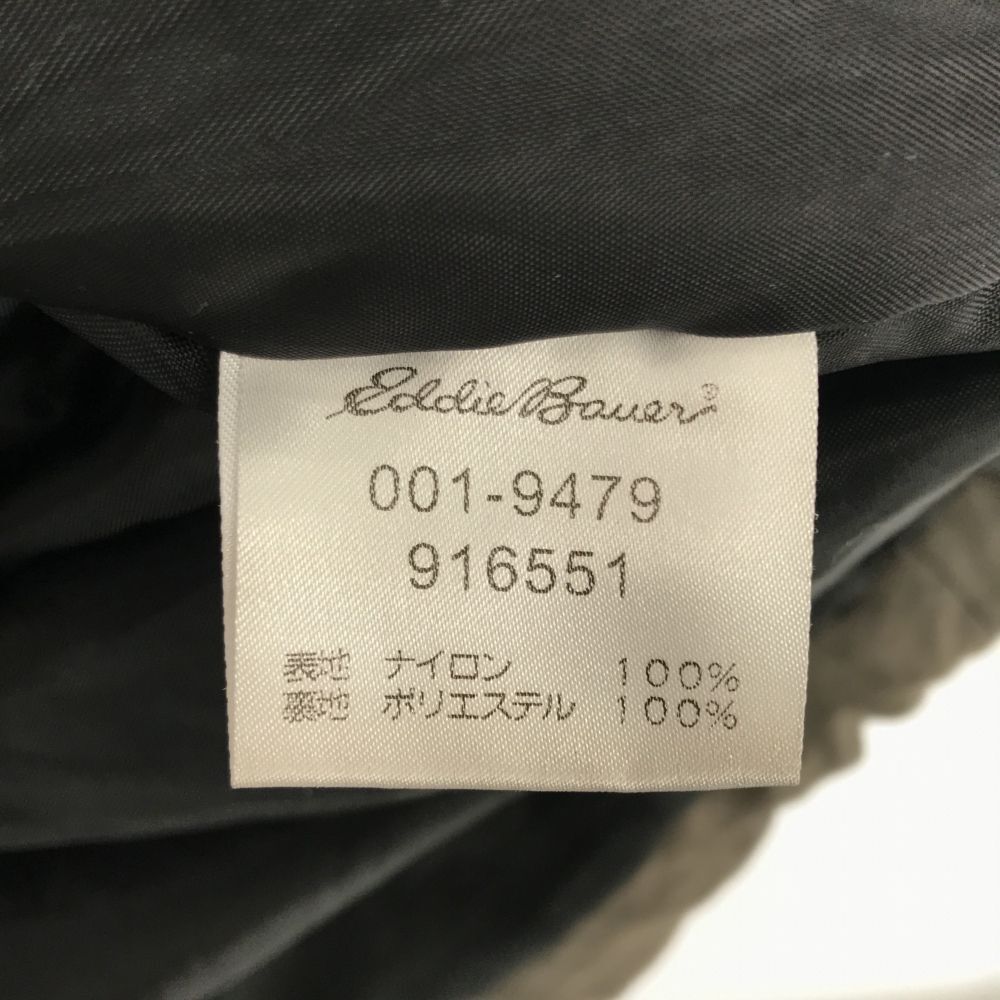 Eddie Bauer®
001-9479
916551
表地 ナイロン 100%
裏地 ポリエステル 100%